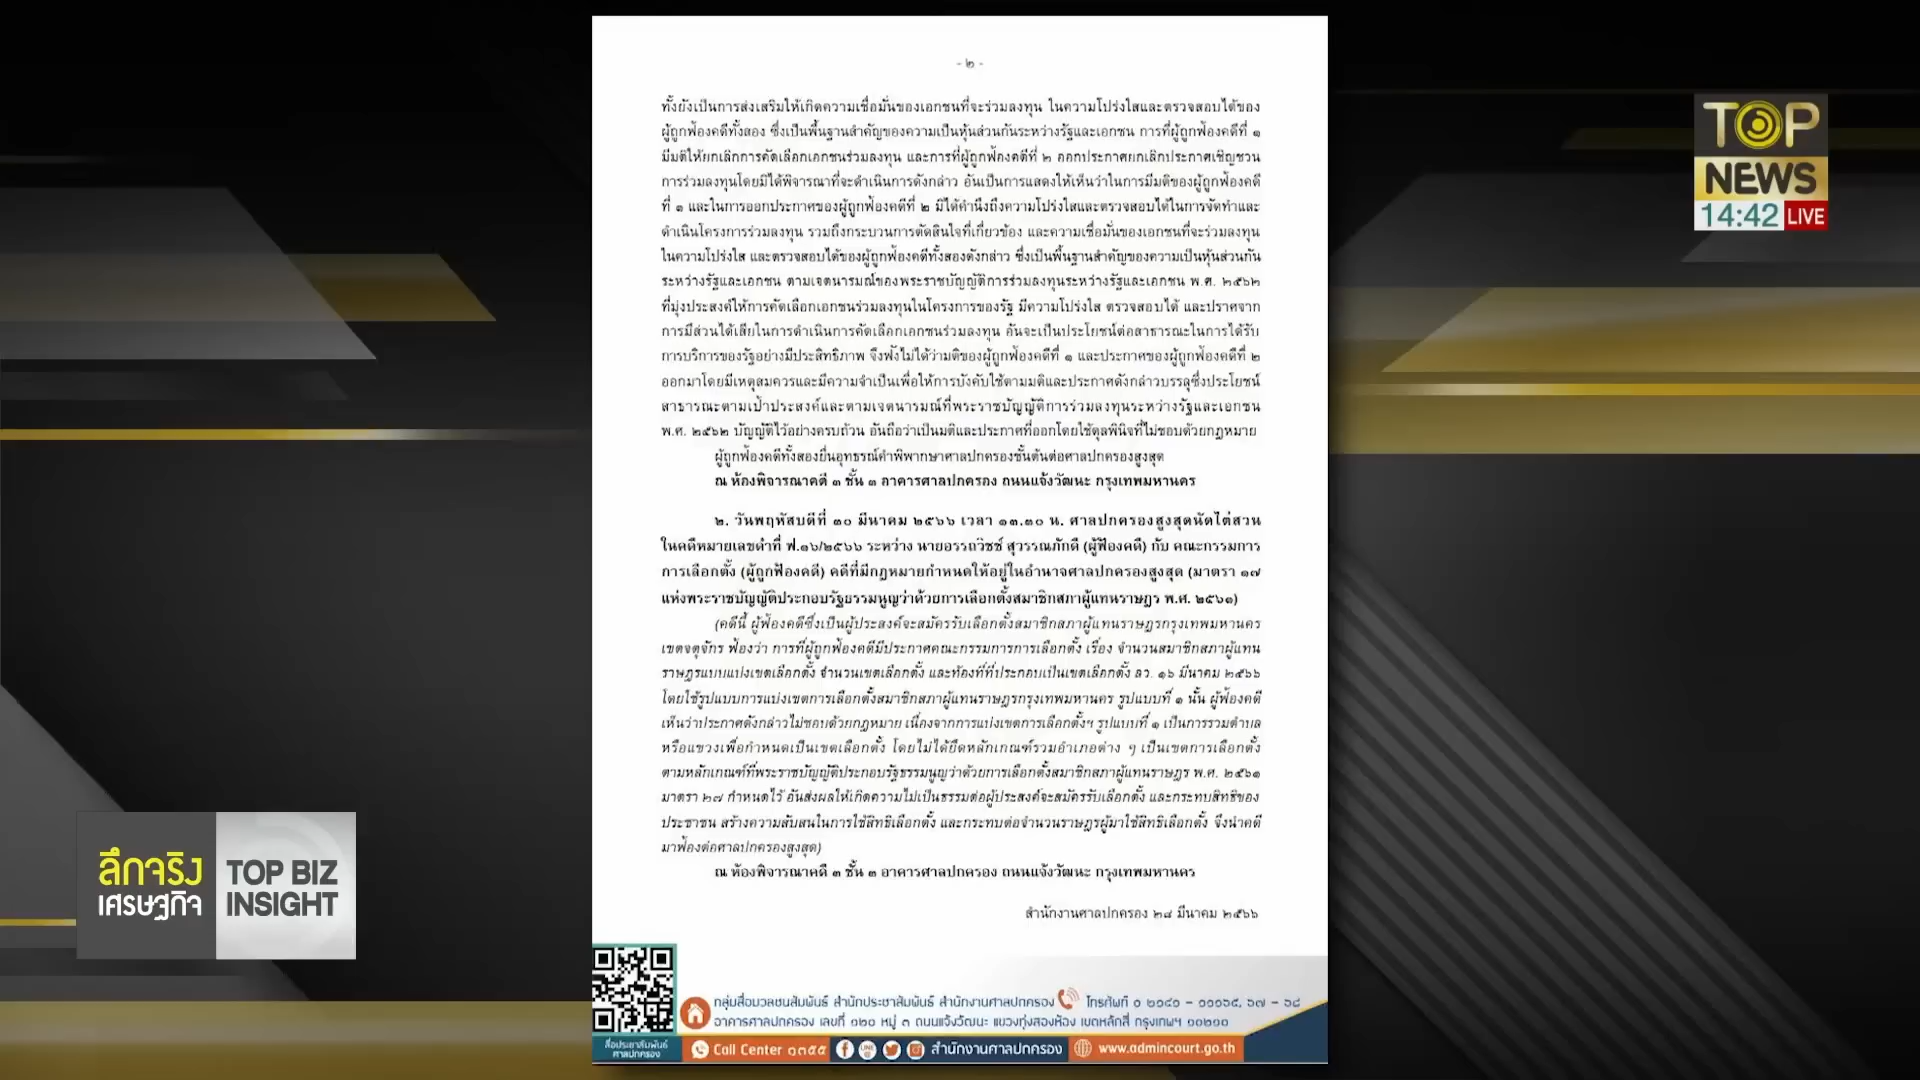 - ๒ -
ทั้งยังเป็นการส่งเสริมให้เกิดความเชื่อมั่นของเอกชนที่จะร่วมลงทุน ในความโปร่งใสและตรวจสอบได้ของ
ผู้ถูกฟ้องคดีทั้งสอง ซึ่งเป็นพื้นฐานสำคัญของความเป็นหุ้นส่วนกันระหว่างรัฐและเอกชน การที่ผู้ถูกฟ้องคดีที่ ๑
มีมติให้ยกเลิกการคัดเลือกเอกชนร่วมลงทุน และการที่ผู้ถูกฟ้องคดีที่ ๒ ออกประกาศยกเลิกประกาศเชิญชวน
การร่วมลงทุนโดยมิได้พิจารณาที่จะดำเนินการดังกล่าว อันเป็นการแสดงให้เห็นว่าในการมีมติของผู้ถูกฟ้องคดี
ที่ ๑ และในการออกประกาศของผู้ถูกฟ้องคดีที่ ๒ มิได้คำนึงถึงความโปร่งใสและตรวจสอบได้ในการจัดทำและ
ดำเนินโครงการร่วมลงทุน รวมถึงกระบวนการตัดสินใจที่เกี่ยวข้อง และความเชื่อมั่นของเอกชนที่จะร่วมลงทุน
ในความโปร่งใส และตรวจสอบได้ของผู้ถูกฟ้องคดีทั้งสองดังกล่าว ซึ่งเป็นพื้นฐานสำคัญของความเป็นหุ้นส่วนกัน
ระหว่างรัฐและเอกชน ตามเจตนารมณ์ของพระราชบัญญัติการร่วมลงทุนระหว่างรัฐและเอกชน พ.ศ. ๒๕๖๒
ที่มุ่งประสงค์ให้การคัดเลือกเอกชนร่วมลงทุนในโครงการของรัฐ มีความโปร่งใส ตรวจสอบได้ และปราศจาก
การมีส่วนได้เสียในการดำเนินการคัดเลือกเอกชนร่วมลงทุน อันจะเป็นประโยชน์ต่อสาธารณะในการได้รับ
การบริการของรัฐอย่างมีประสิทธิภาพ จึงฟังไม่ได้ว่ามติของผู้ถูกฟ้องคดีที่ ๑ และประกาศของผู้ถูกฟ้องคดีที่ ๒
ออกมาโดยมีเหตุสมควรและมีความจำเป็นเพื่อให้การบังคับใช้ตามมติและประกาศดังกล่าวบรรลุซึ่งประโยชน์
สาธารณะตามเป้าประสงค์และตามเจตนารมณ์ที่พระราชบัญญัติการร่วมลงทุนระหว่างรัฐและเอกชน
พ.ศ. ๒๕๖๒ บัญญัติไว้อย่างครบถ้วน อันถือว่าเป็นมติและประกาศที่ออกโดยใช้ดุลพินิจที่ไม่ชอบด้วยกฎหมาย
ผู้ถูกฟ้องคดีทั้งสองยื่นอุทธรณ์คำพิพากษาศาลปกครองชั้นต้นต่อศาลปกครองสูงสุด
ณ ห้องพิจารณาคดี ๓ ชั้น ๓ อาคารศาลปกครอง ถนนแจ้งวัฒนะ กรุงเทพมหานคร
๒. วันพฤหัสบดีที่ ๓๐ มีนาคม ๒๕๖๖ เวลา ๑๓.๓๐ น. ศาลปกครองสูงสุดนัดไต่สวน
ในคดีหมายเลขดำที่ ฟ.๑๖/๒๕๖๖ ระหว่าง นายอรรถวิชช์ สุวรรณภักดี (ผู้ฟ้องคดี) กับ คณะกรรมการ
การเลือกตั้ง (ผู้ถูกฟ้องคดี) คดีที่มีกฎหมายกำหนดให้อยู่ในอำนาจศาลปกครองสูงสุด (มาตรา ๑๗
แห่งพระราชบัญญัติประกอบรัฐธรรมนูญว่าด้วยการเลือกตั้งสมาชิกสภาผู้แทนราษฎร พ.ศ. ๒๕๖๑)
(คดีนี้ ผู้ฟ้องคดีซึ่งเป็นผู้ประสงค์จะสมัครรับเลือกตั้งสมาชิกสภาผู้แทนราษฎรกรุงเทพมหานคร
เขตจตุจักร ฟ้องว่า การที่ผู้ถูกฟ้องคดีมีประกาศคณะกรรมการการเลือกตั้ง เรื่อง จำนวนสมาชิกสภาผู้แทน
ราษฎรแบบแบ่งเขตเลือกตั้ง จำนวนเขตเลือกตั้ง และท้องที่ที่ประกอบเป็นเขตเลือกตั้ง ลว. ๑๖ มีนาคม ๒๕๖๖
โดยใช้รูปแบบการแบ่งเขตการเลือกตั้งสมาชิกสภาผู้แทนราษฎรกรุงเทพมหานคร รูปแบบที่ ๑ นั้น ผู้ฟ้องคดี
เห็นว่าประกาศดังกล่าวไม่ชอบด้วยกฎหมาย เนื่องจากการแบ่งเขตการเลือกตั้งฯ รูปแบบที่ ๑ เป็นการรวมตำบล
หรือแขวงเพื่อกำหนดเป็นเขตเลือกตั้ง โดยไม่ได้ยึดหลักเกณฑ์รวมอำเภอต่าง ๆ เป็นเขตการเลือกตั้ง
ตามหลักเกณฑ์ที่พระราชบัญญัติประกอบรัฐธรรมนูญว่าด้วยการเลือกตั้งสมาชิกสภาผู้แทนราษฎร พ.ศ. ๒๕๖๑
มาตรา ๒๗ กำหนดไว้ อันส่งผลให้เกิดความไม่เป็นธรรมต่อผู้ประสงค์จะสมัครรับเลือกตั้ง และกระทบสิทธิของ
ประชาชน สร้างความสับสนในการใช้สิทธิเลือกตั้ง และกระทบต่อจำนวนราษฎรผู้มาใช้สิทธิเลือกตั้ง จึงนำคดี
มาฟ้องต่อศาลปกครองสูงสุด)
ณ ห้องพิจารณาคดี ๓ ชั้น ๓ อาคารศาลปกครอง ถนนแจ้งวัฒนะ กรุงเทพมหานคร
สำนักงานศาลปกครอง ๒๘ มีนาคม ๒๕๖๖
กลุ่มสื่อมวลชนสัมพันธ์ สำนักประชาสัมพันธ์ สำนักงานศาลปกครอง โทรศัพท์ ๐ ๒๑๔๑ - ๑๑๑๖๕, ๖๗ - ๖๘
อาคารศาลปกครอง เลขที่ ๑๒๐ หมู่ ๓ ถนนแจ้งวัฒนะ แขวงทุ่งสองห้อง เขตหลักสี่ กรุงเทพฯ ๑๐๒๑๐
สื่อประชาสัมพันธ์
ศาลปกครอง
Call Center ๑๓๕๕ สำนักงานศาลปกครอง www.admincourt.go.th
TOP
NEWS
14:42 LIVE
ลึกจริง
เศรษฐกิจ
TOP BIZ
INSIGHT